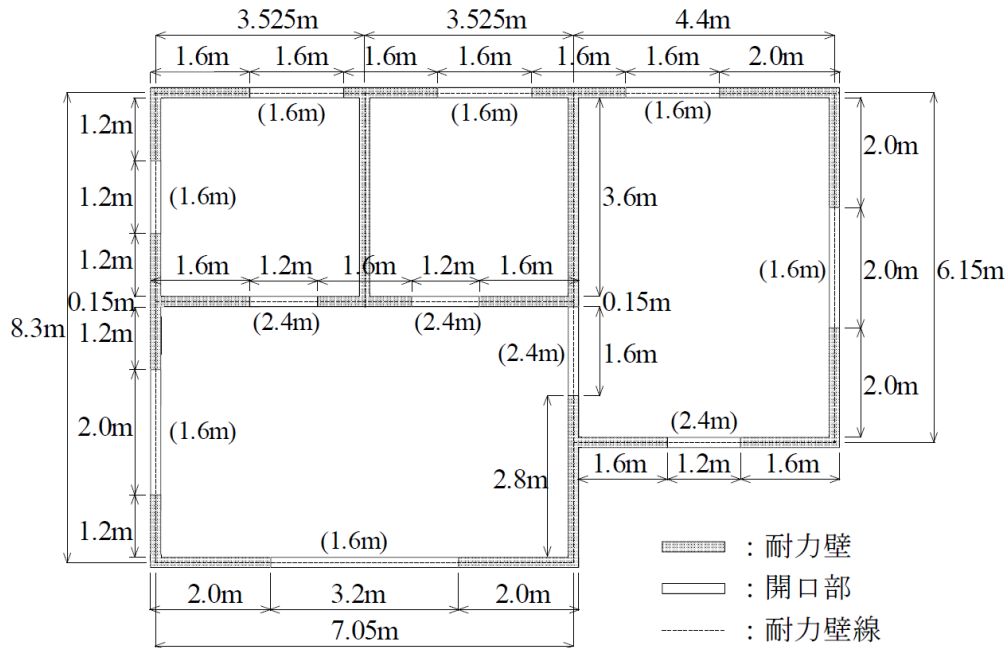 3.525m 3.525m 4.4m
1.6m 1.6m 1.6m 1.6m 1.6m 1.6m 2.0m
(1.6m) (1.6m) (1.6m)
1.2m
2.0m
1.2m (1.6m) 3.6m
1.2m
1.6m 1.2m 1.6m 1.2m 1.6m
(1.6m) 2.0m 6.15m
0.15m 0.15m
8.3m
(2.4m) (2.4m)
1.2m
(2.4m) 1.6m
2.0m
2.0m (1.6m)
(2.4m)
1.6m 1.2m 1.6m
2.8m
1.2m
(1.6m)
：耐力壁
2.0m 3.2m 2.0m
：開口部
7.05m
：耐力壁線